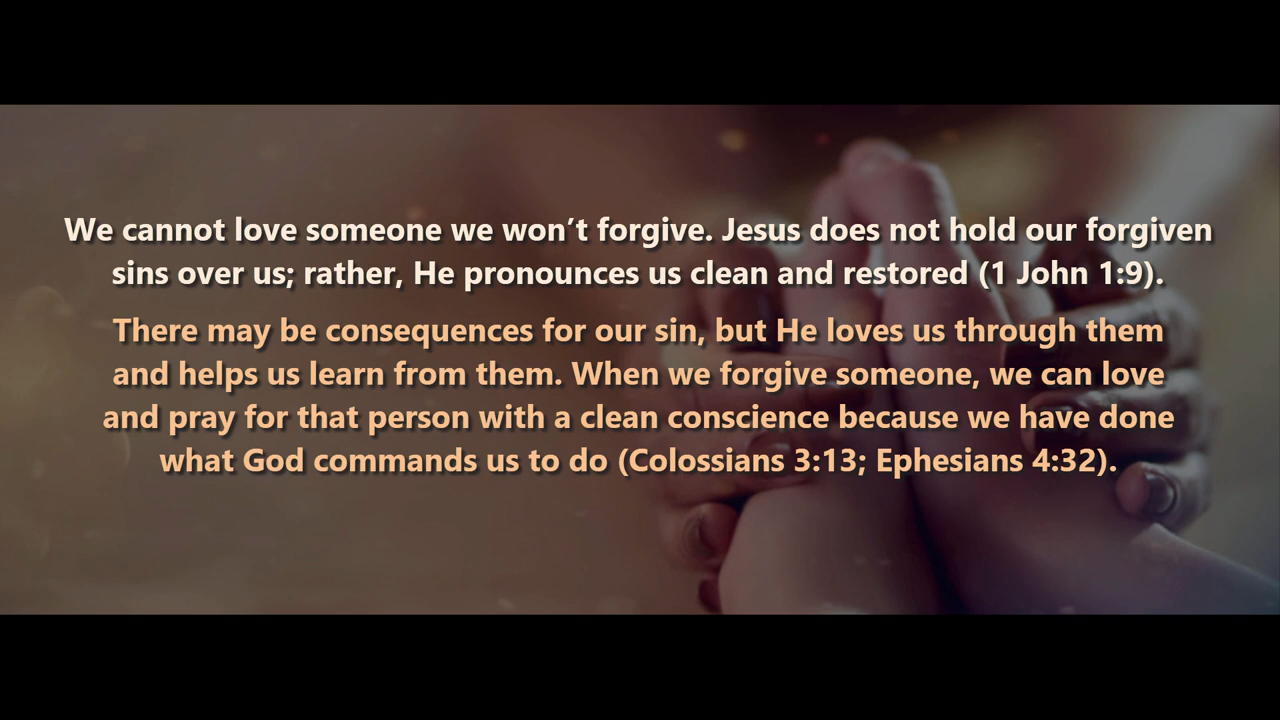 We cannot love someone we won’t forgive. Jesus does not hold our forgiven
sins over us; rather, He pronounces us clean and restored (1 John 1:9).
There may be consequences for our sin, but He loves us through them
and helps us learn from them. When we forgive someone, we can love
and pray for that person with a clean conscience because we have done
what God commands us to do (Colossians 3:13; Ephesians 4:32).